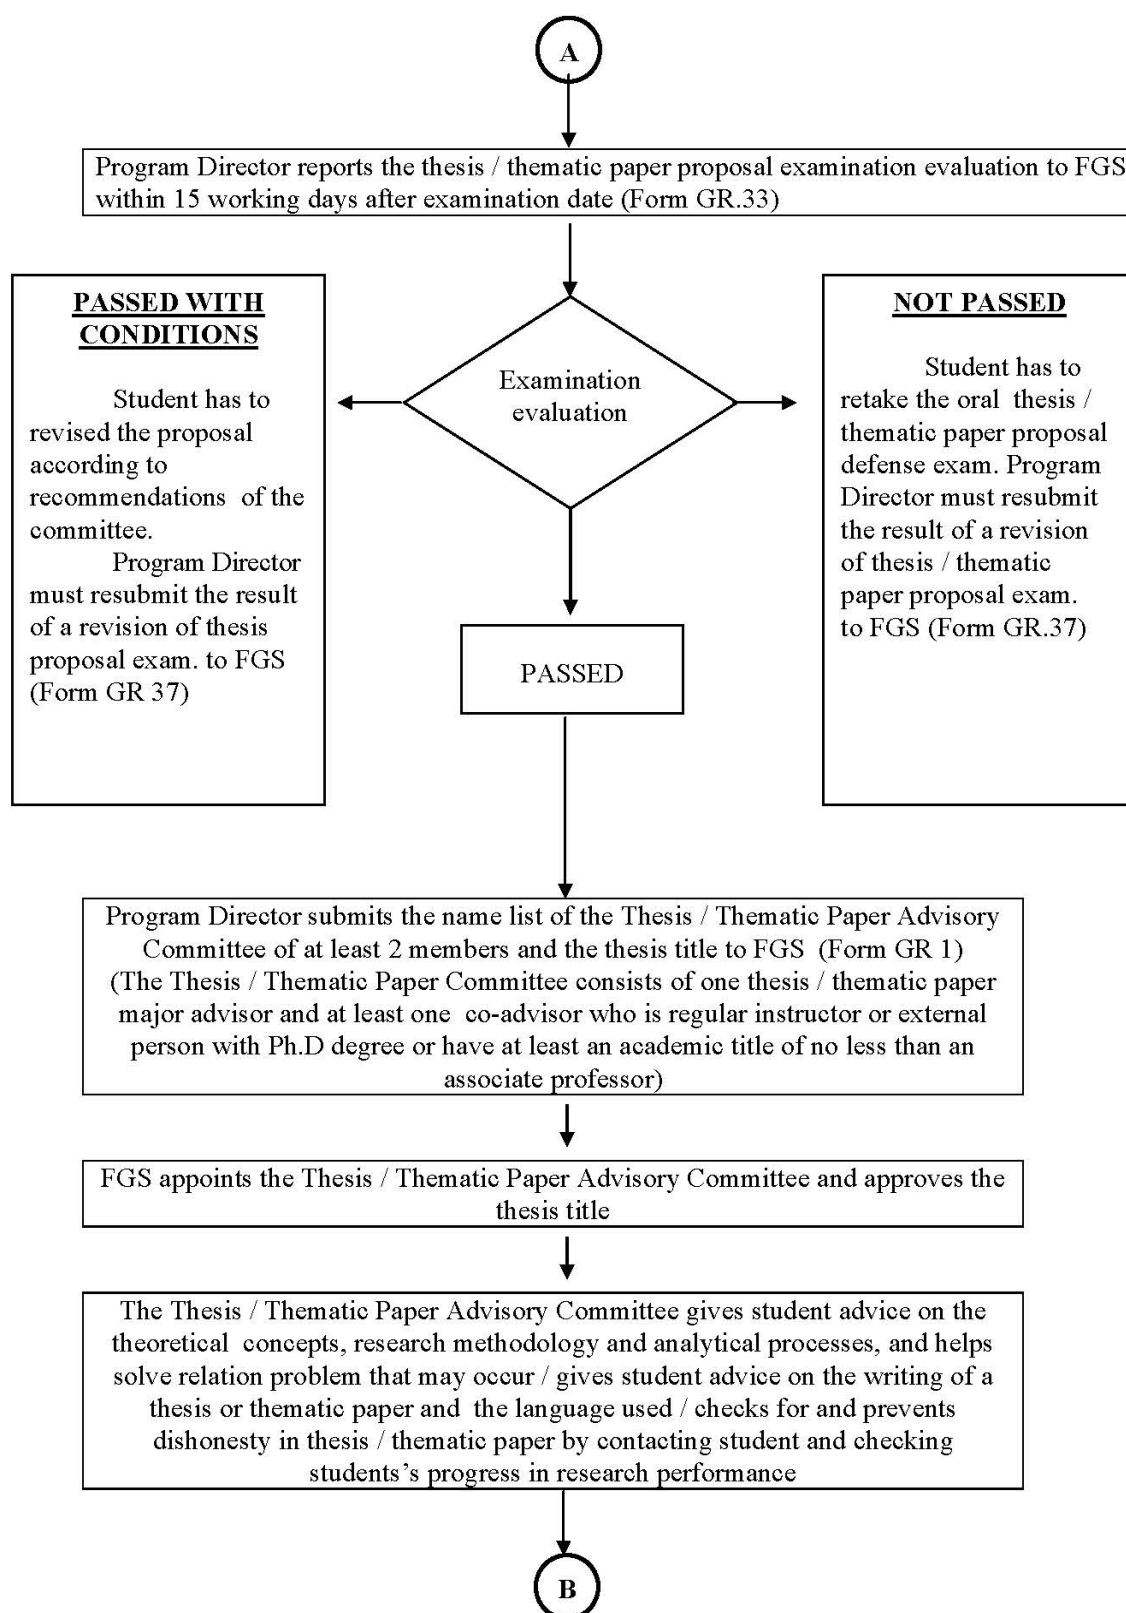 A
Program Director reports the thesis / thematic paper proposal examination evaluation to FGS
within 15 working days after examination date (Form GR.33)
PASSED WITH
CONDITIONS
Student has to
revised the proposal
according to
recommendations of the
committee.
Program Director
must resubmit the result
of a revision of thesis
proposal exam. to FGS
(Form GR 37)
Examination
evaluation
NOT PASSED
Student has to
retake the oral thesis /
thematic paper proposal
defense exam. Program
Director must resubmit
the result of a revision
of thesis / thematic
paper proposal exam.
to FGS (Form GR.37)
PASSED
Program Director submits the name list of the Thesis / Thematic Paper Advisory
Committee of at least 2 members and the thesis title to FGS (Form GR 1)
(The Thesis / Thematic Paper Committee consists of one thesis / thematic paper
major advisor and at least one co-advisor who is regular instructor or external
person with Ph.D degree or have at least an academic title of no less than an
associate professor)
FGS appoints the Thesis / Thematic Paper Advisory Committee and approves the
thesis title
The Thesis / Thematic Paper Advisory Committee gives student advice on the
theoretical concepts, research methodology and analytical processes, and helps
solve relation problem that may occur / gives student advice on the writing of a
thesis or thematic paper and the language used / checks for and prevents
dishonesty in thesis / thematic paper by contacting student and checking
students’s progress in research performance
B